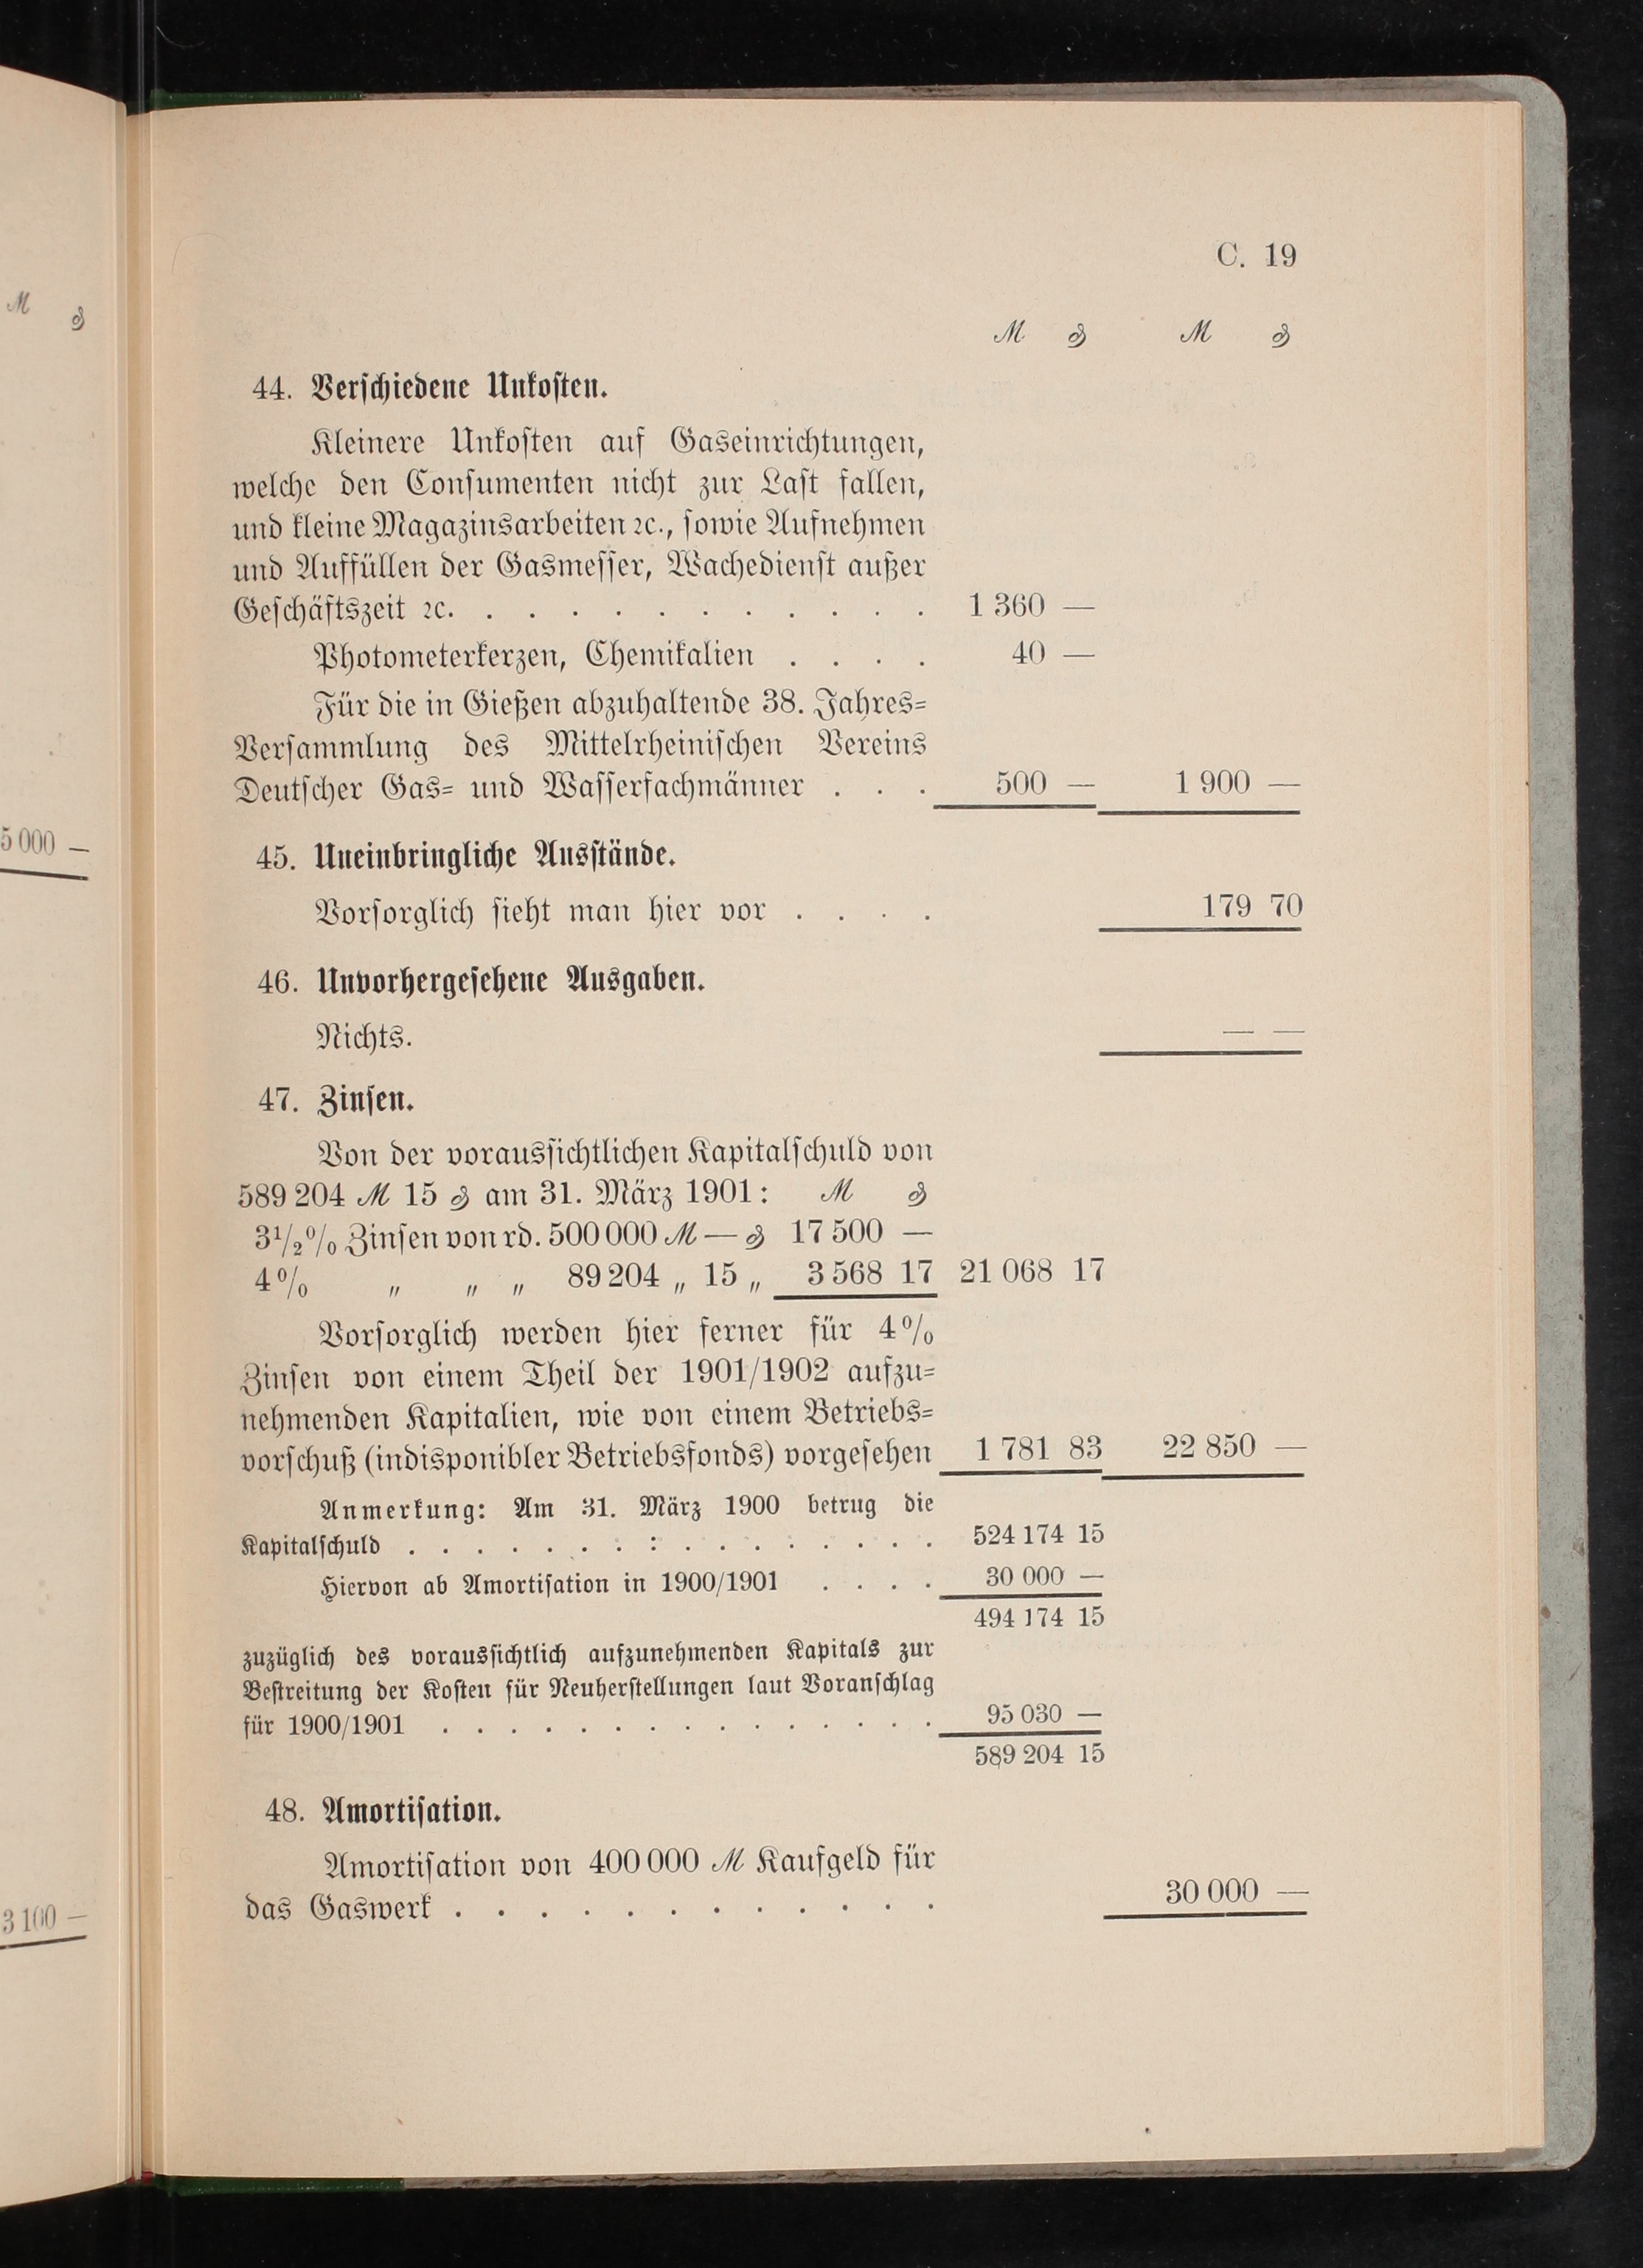 C. 19
M ₰ M ₰
M ₰
44. Verschiedene Unkosten.
Kleinere Unkosten auf Gaseinrichtungen,
welche den Consumenten nicht zur Last fallen,
und kleine Magazinsarbeiten ꝛc., sowie Aufnehmen
und Auffüllen der Gasmesser, Wachedienst außer
Geschäftszeit ꝛc. . . . . . . . . . . . 1 360 —
Photometerkerzen, Chemikalien . . . . 40 —
Für die in Gießen abzuhaltende 38. Jahres-
Versammlung des Mittelrheinischen Vereins
Deutscher Gas- und Wasserfachmänner . . . 500 — 1 900 —
5 000 —
45. Uneinbringliche Ausstände.
Vorsorglich sieht man hier vor . . . . 179 70
46. Unvorhergesehene Ausgaben.
Nichts. — —
47. Zinsen.
Von der voraussichtlichen Kapitalschuld von
589 204 M 15 ₰ am 31. März 1901: M ₰
3½% Zinsen von rd. 500 000 M — ₰ 17 500 —
4% " " " 89 204 „ 15 „ 3 568 17 21 068 17
Vorsorglich werden hier ferner für 4%
Zinsen von einem Theil der 1901/1902 aufzu-
nehmenden Kapitalien, wie von einem Betriebs-
vorschuß (indisponibler Betriebsfonds) vorgesehen 1 781 83 22 850 —
Anmerkung: Am 31. März 1900 betrug die
Kapitalschuld . . . . . . . : . . . . . . . . 524 174 15
Hiervon ab Amortisation in 1900/1901 . . . . 30 000 —
494 174 15
zuzüglich des voraussichtlich aufzunehmenden Kapitals zur
Bestreitung der Kosten für Neuherstellungen laut Voranschlag
für 1900/1901 . . . . . . . . . . . . . . . 95 030 —
589 204 15
48. Amortisation.
Amortisation von 400 000 M Kaufgeld für
das Gaswerk . . . . . . . . . . . . 30 000 —
3 100 —